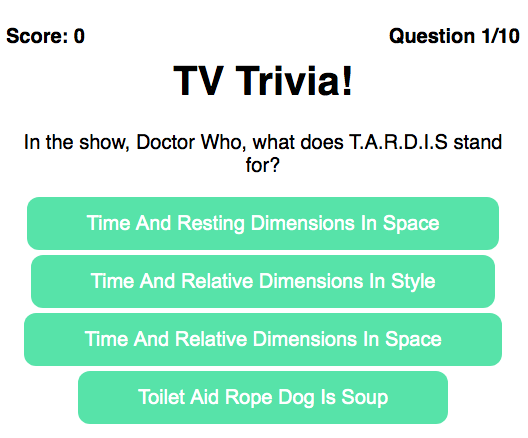 Score: 0
Question 1/10
TV Trivia!
In the show, Doctor Who, what does T.A.R.D.I.S stand
for?
Time And Resting Dimensions In Space
Time And Relative Dimensions In Style
Time And Relative Dimensions In Space
Toilet Aid Rope Dog Is Soup